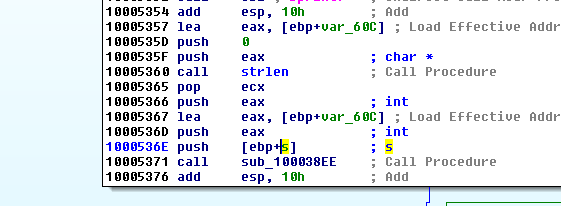 10005354 add esp, 10h ; Add
10005357 lea eax, [ebp+var_60C] ; Load Effective Addr
1000535D push 0
1000535F push eax ; char *
10005360 call strlen ; Call Procedure
10005365 pop ecx
10005366 push eax ; int
10005367 lea eax, [ebp+var_60C] ; Load Effective Addr
1000536D push eax ; int
1000536E push [ebp+s] ; s
10005371 call sub_100038EE ; Call Procedure
10005376 add esp, 10h ; Add